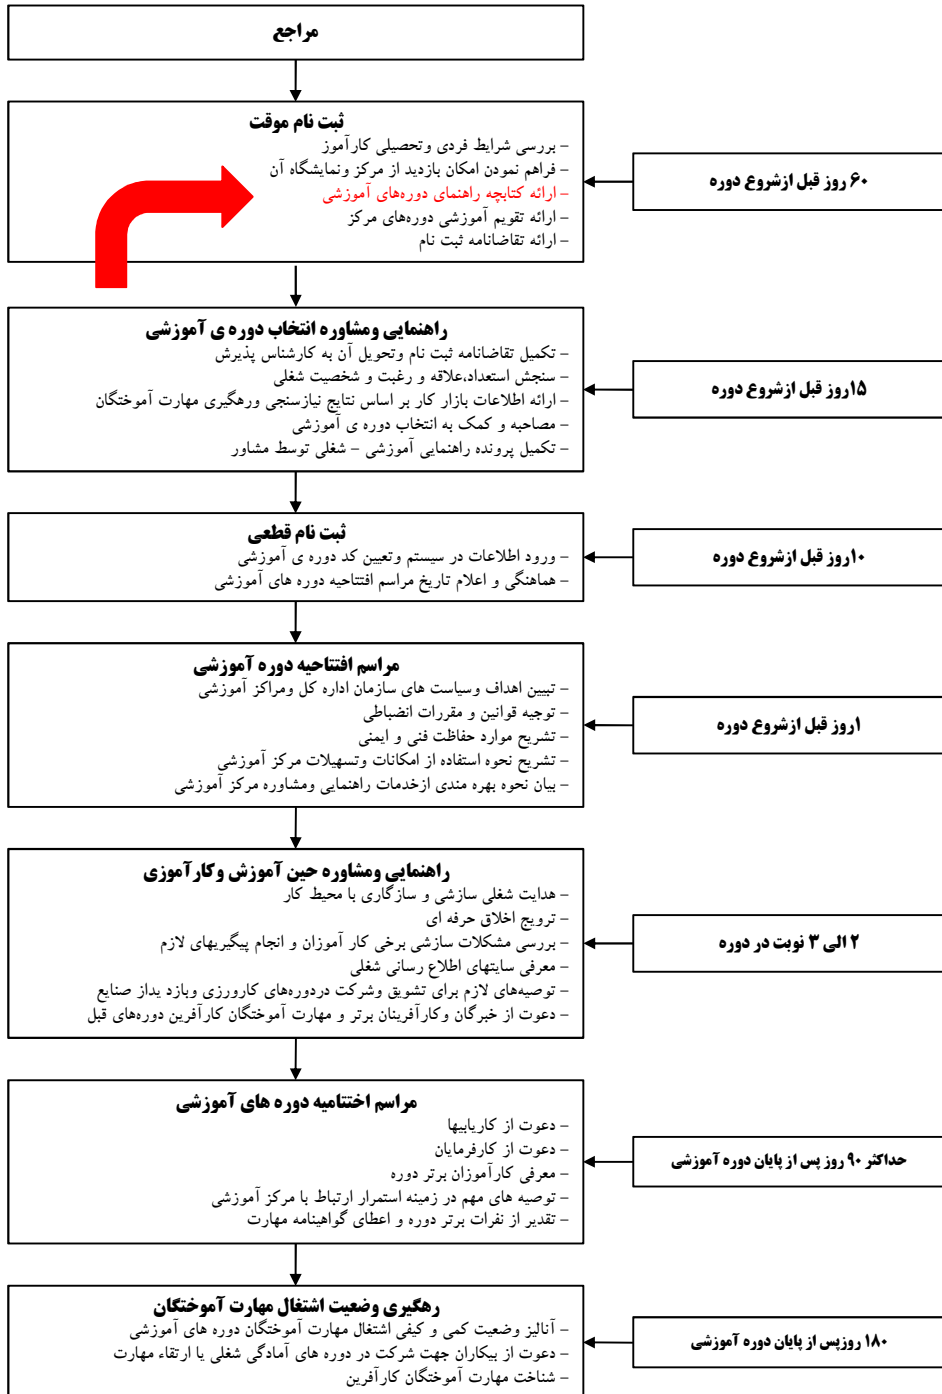 مراجع
ثبت نام موقت
- بررسی شرایط فردی وتحصیلی کارآموز
- فراهم نمودن امکان بازدید از مرکز ونمایشگاه آن
- ارائه کتابچه راهنمای دوره‌های آموزشی
- ارائه تقویم آموزشی دوره‌های مرکز
- ارائه تقاضانامه ثبت نام
۶۰ روز قبل ازشروع دوره
راهنمایی ومشاوره انتخاب دوره ی آموزشی
- تکمیل تقاضانامه ثبت نام وتحویل آن به کارشناس پذیرش
- سنجش استعداد،علاقه و رغبت و شخصیت شغلی
- ارائه اطلاعات بازار کار بر اساس نتایج نیازسنجی ورهگیری مهارت آموختگان
- مصاحبه و کمک به انتخاب دوره ی آموزشی
- تکمیل پرونده راهنمایی آموزشی – شغلی توسط مشاور
۱۵روز قبل ازشروع دوره
ثبت نام قطعی
- ورود اطلاعات در سیستم وتعیین کد دوره ی آموزشی
- هماهنگی و اعلام تاریخ مراسم افتتاحیه دوره های آموزشی
۱۰روز قبل ازشروع دوره
مراسم افتتاحیه دوره آموزشی
- تبیین اهداف وسیاست های سازمان اداره کل ومراکز آموزشی
- توجیه قوانین و مقررات انضباطی
- تشریح موارد حفاظت فنی و ایمنی
- تشریح نحوه استفاده از امکانات وتسهیلات مرکز آموزشی
- بیان نحوه بهره مندی ازخدمات راهنمایی ومشاوره مرکز آموزشی
۱روز قبل ازشروع دوره
راهنمایی ومشاوره حین آموزش وکارآموزی
- هدایت شغلی سازشی و سازگاری با محیط کار
- ترویج اخلاق حرفه ای
- بررسی مشکلات سازشی برخی کار آموزان و انجام پیگیریهای لازم
- معرفی سایتهای اطلاع رسانی شغلی
- توصیه‌های لازم برای تشویق وشرکت دردوره‌های کارورزی وبازد یداز صنایع
- دعوت از خبرگان وکارآفرینان برتر و مهارت آموختگان کارآفرین دوره‌های قبل
۲ الی ۳ نوبت در دوره
مراسم اختتامیه دوره های آموزشی
- دعوت از کاریابیها
- دعوت از کارفرمایان
- معرفی کارآموزان برتر دوره
- توصیه های مهم در زمینه استمرار ارتباط با مرکز آموزشی
- تقدیر از نفرات برتر دوره و اعطای گواهینامه مهارت
حداکثر ۹۰ روز پس از پایان دوره آموزشی
رهگیری وضعیت اشتغال مهارت آموختگان
- آنالیز وضعیت کمی و کیفی اشتغال مهارت آموختگان دوره های آموزشی
- دعوت از بیکاران جهت شرکت در دوره های آمادگی شغلی یا ارتقاء مهارت
- شناخت مهارت آموختگان کارآفرین
۱۸۰ روزپس از پایان دوره آموزشی